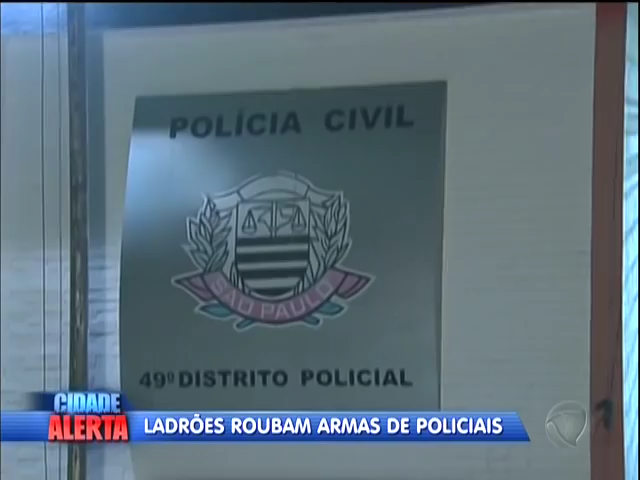 POLÍCIA CIVIL
SÃO PAULO
49º DISTRITO POLICIAL
CIDADE ALERTA
LADRÕES ROUBAM ARMAS DE POLICIAIS